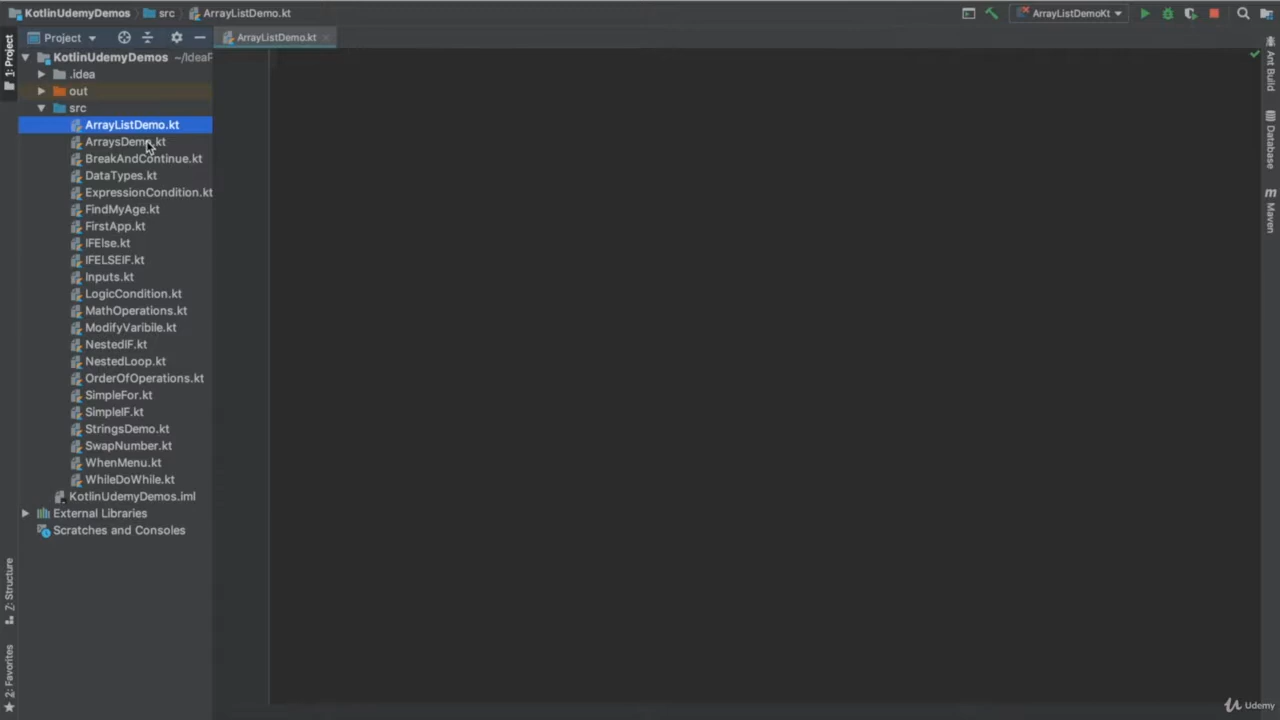 KotlinUdemyDemos src ArrayListDemo.kt ArrayListDemoKt
1: Project
Project ArrayListDemo.kt
KotlinUdemyDemos ~/IdeaP
.idea
out
src
ArrayListDemo.kt
ArraysDemo.kt
BreakAndContinue.kt
DataTypes.kt
ExpressionCondition.kt
FindMyAge.kt
FirstApp.kt
IFElse.kt
IFELSEIF.kt
Inputs.kt
LogicCondition.kt
MathOperations.kt
ModifyVaribile.kt
NestedIF.kt
NestedLoop.kt
OrderOfOperations.kt
SimpleFor.kt
SimpleIF.kt
StringsDemo.kt
SwapNumber.kt
WhenMenu.kt
WhileDoWhile.kt
KotlinUdemyDemos.iml
External Libraries
Scratches and Consoles
Z: Structure
2: Favorites
Ant Build
Database
m Maven
Udemy